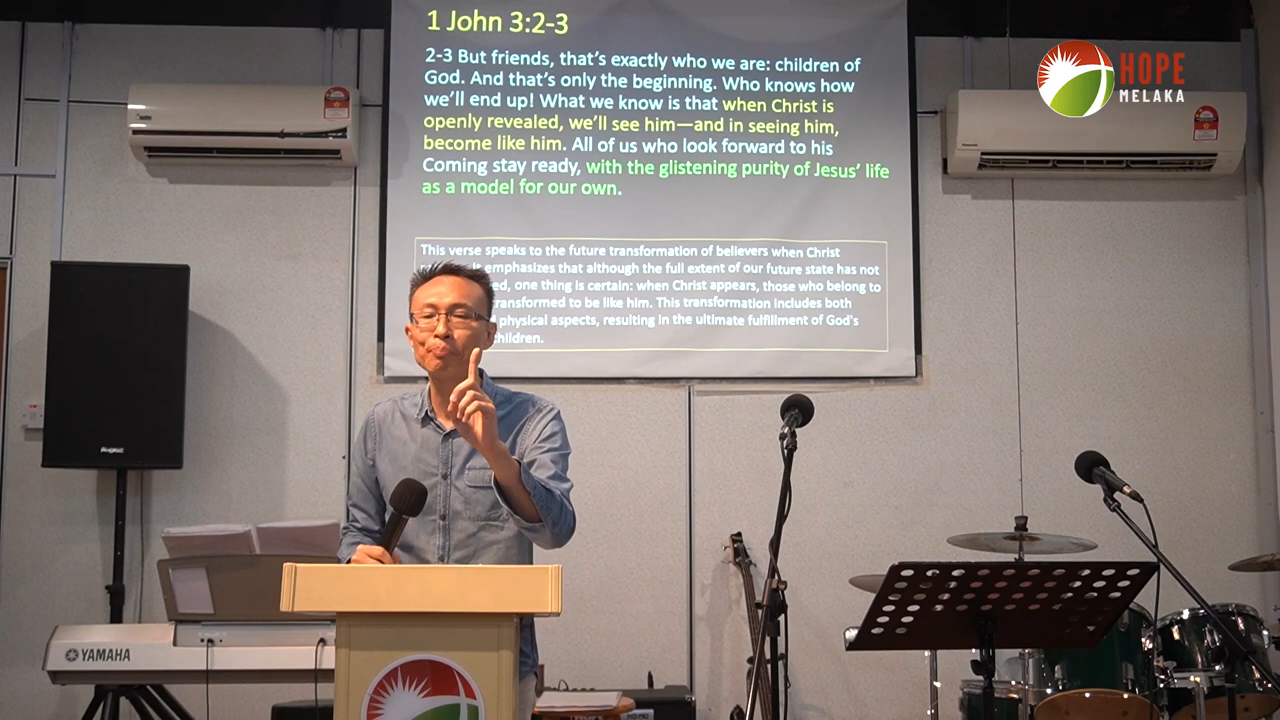 1 John 3:2-3
2-3 But friends, that's exactly who we are: children of
God. And that's only the beginning. Who knows how
we'll end up! What we know is that when Christ is
openly revealed, we'll see him—and in seeing him,
become like him. All of us who look forward to his
Coming stay ready, with the glistening purity of Jesus' life
as a model for our own.
This verse speaks to the future transformation of believers when Christ
It emphasizes that although the full extent of our future state has not
one thing is certain: when Christ appears, those who belong to
transformed to be like him. This transformation includes both
physical aspects, resulting in the ultimate fulfillment of God's
children.
HOPE
MELAKA
YAMAHA